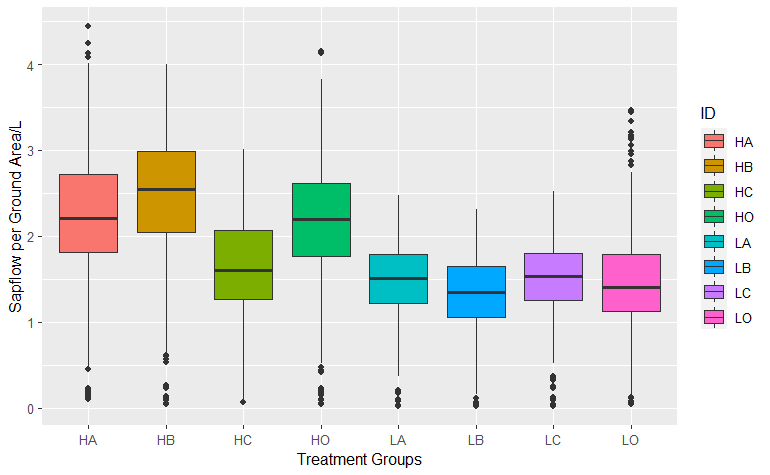 Sapflow per Ground Area/L
4
3
2
1
0
HA HB HC HO LA LB LC LO
Treatment Groups
ID
HA
HB
HC
HO
LA
LB
LC
LO